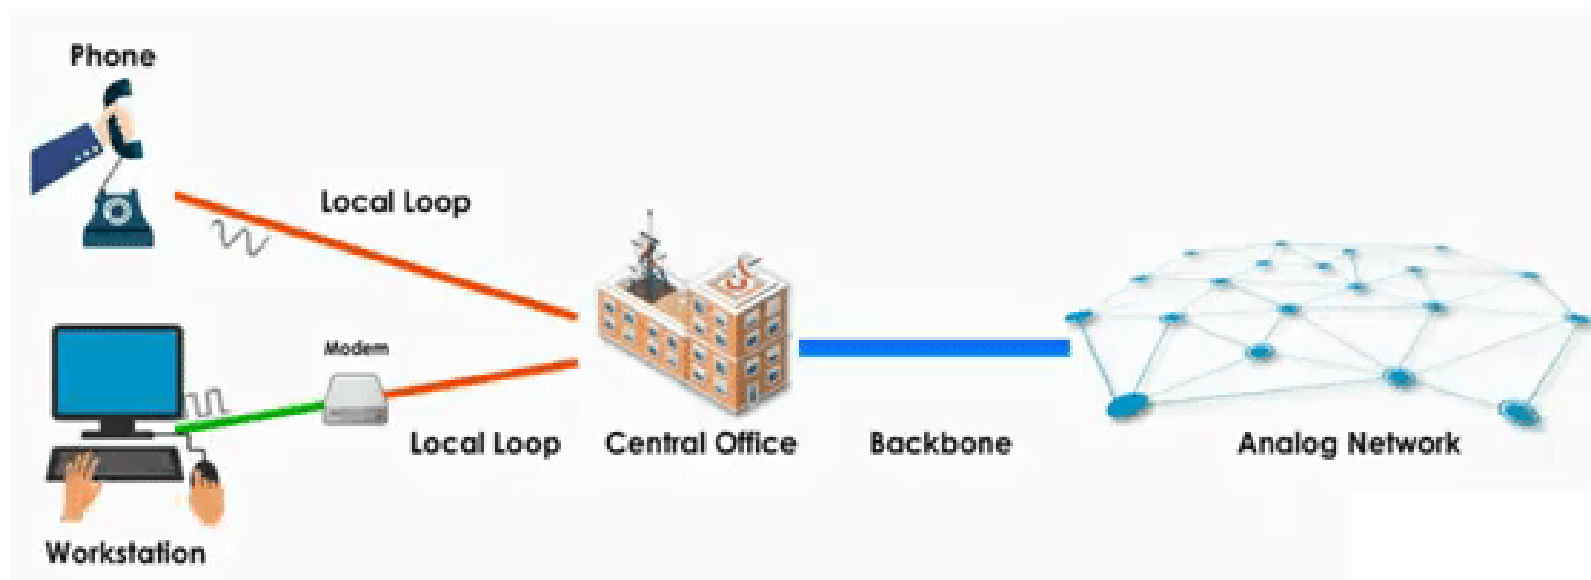 Phone
Local Loop
Modem
Local Loop
Central Office
Backbone
Analog Network
Workstation